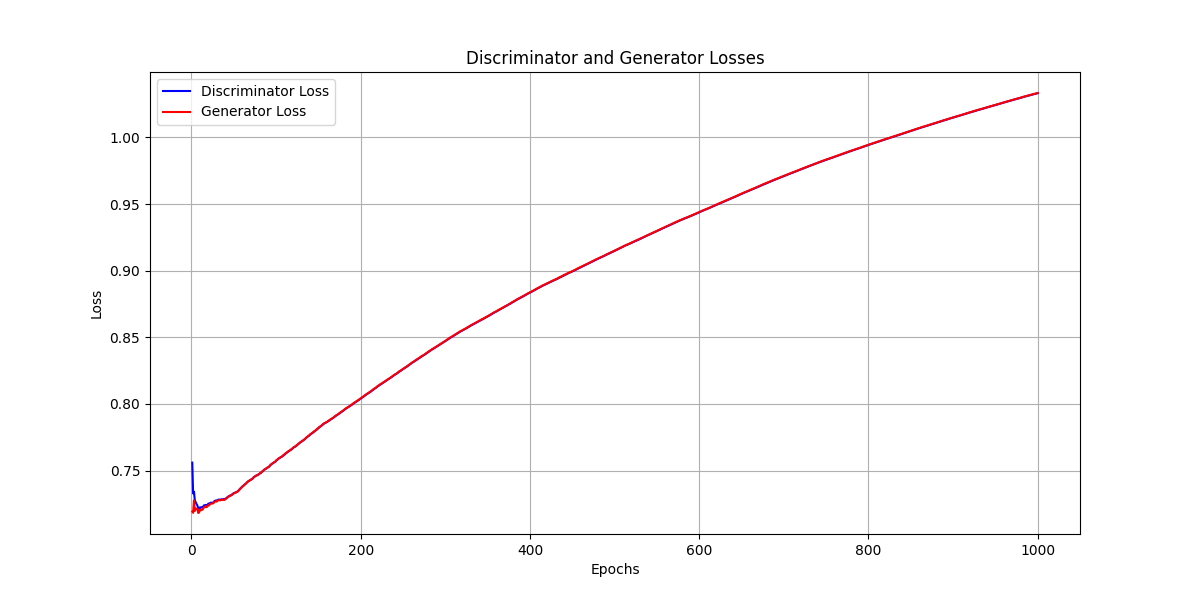 Discriminator and Generator Losses
Discriminator Loss
Generator Loss
1.00
0.95
0.90
0.85
0.80
0.75
Loss
0 200 400 600 800 1000
Epochs